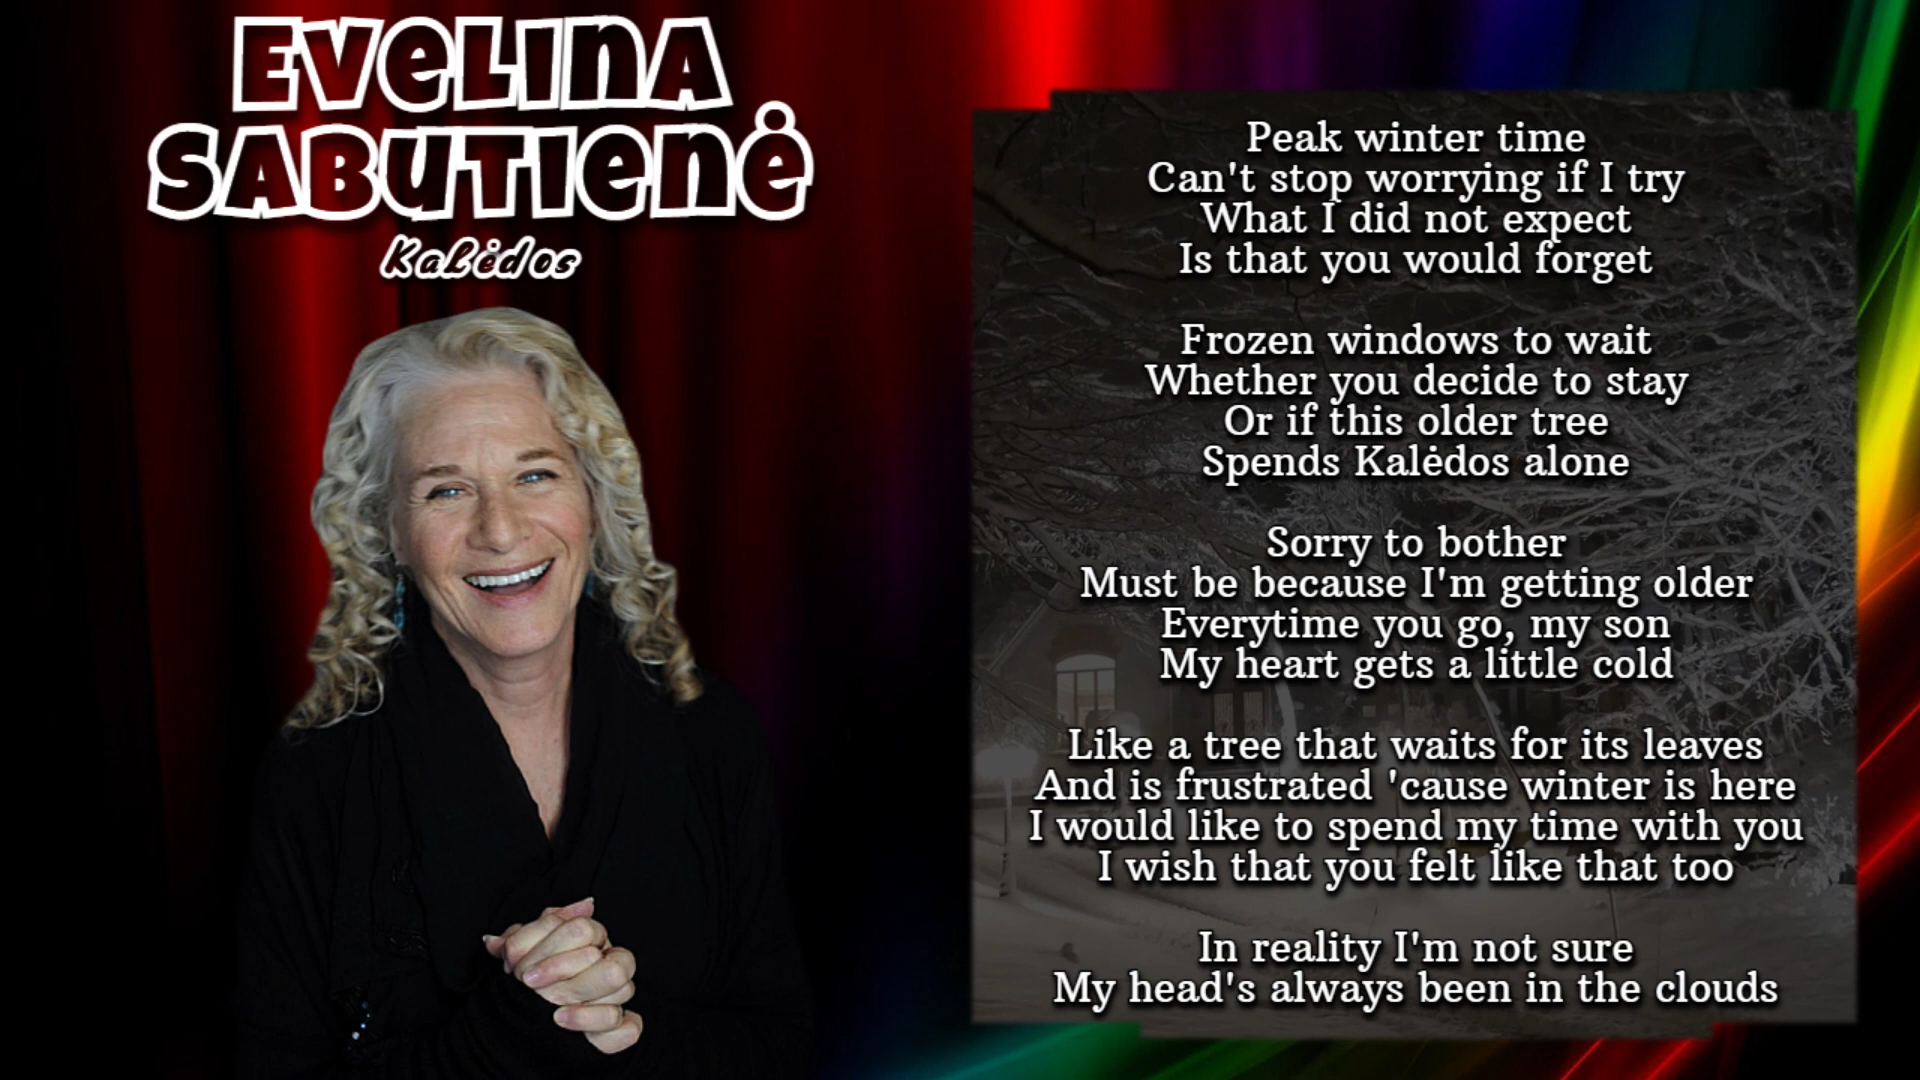 Evelina
Sabutienė
Kalėdos
Peak winter time
Can't stop worrying if I try
What I did not expect
Is that you would forget
Frozen windows to wait
Whether you decide to stay
Or if this older tree
Spends Kalėdos alone
Sorry to bother
Must be because I'm getting older
Everytime you go, my son
My heart gets a little cold
Like a tree that waits for its leaves
And is frustrated 'cause winter is here
I would like to spend my time with you
I wish that you felt like that too
In reality I'm not sure
My head's always been in the clouds